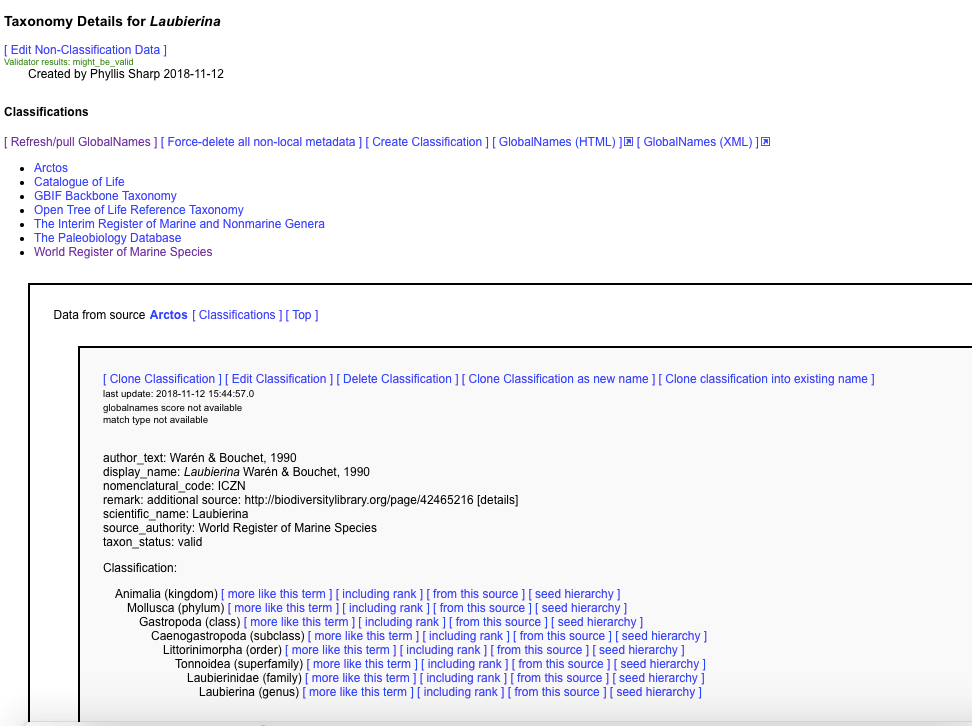 Taxonomy Details for Laubierina
[ Edit Non-Classification Data ]
Validator results: might_be_valid
Created by Phyllis Sharp 2018-11-12
Classifications
[ Refresh/pull GlobalNames ] [ Force-delete all non-local metadata ] [ Create Classification ] [ GlobalNames (HTML) ] [ GlobalNames (XML) ]
Arctos
Catalogue of Life
GBIF Backbone Taxonomy
Open Tree of Life Reference Taxonomy
The Interim Register of Marine and Nonmarine Genera
The Paleobiology Database
World Register of Marine Species
Data from source Arctos [ Classifications ] [ Top ]
[ Clone Classification ] [ Edit Classification ] [ Delete Classification ] [ Clone Classification as new name ] [ Clone classification into existing name ]
last update: 2018-11-12 15:44:57.0
globalnames score not available
match type not available
author_text: Warén & Bouchet, 1990
display_name: Laubierina Warén & Bouchet, 1990
nomenclatural_code: ICZN
remark: additional source: http://biodiversitylibrary.org/page/42465216 [details]
scientific_name: Laubierina
source_authority: World Register of Marine Species
taxon_status: valid
Classification:
Animalia (kingdom) [ more like this term ] [ including rank ] [ from this source ] [ seed hierarchy ]
Mollusca (phylum) [ more like this term ] [ including rank ] [ from this source ] [ seed hierarchy ]
Gastropoda (class) [ more like this term ] [ including rank ] [ from this source ] [ seed hierarchy ]
Caenogastropoda (subclass) [ more like this term ] [ including rank ] [ from this source ] [ seed hierarchy ]
Littorinimorpha (order) [ more like this term ] [ including rank ] [ from this source ] [ seed hierarchy ]
Tonnoidea (superfamily) [ more like this term ] [ including rank ] [ from this source ] [ seed hierarchy ]
Laubierinidae (family) [ more like this term ] [ including rank ] [ from this source ] [ seed hierarchy ]
Laubierina (genus) [ more like this term ] [ including rank ] [ from this source ] [ seed hierarchy ]